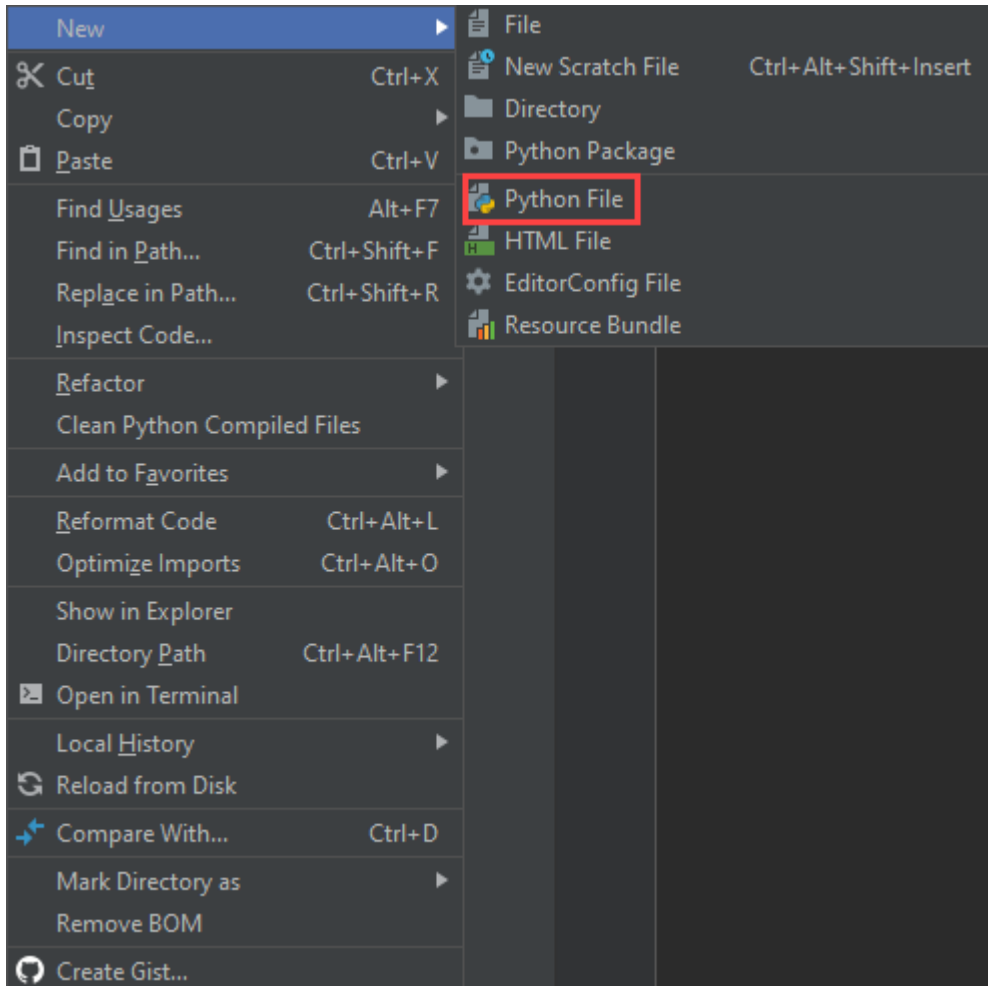 New
Cut Ctrl+X
Copy
Paste Ctrl+V
Find Usages Alt+F7
Find in Path... Ctrl+Shift+F
Replace in Path... Ctrl+Shift+R
Inspect Code...
Refactor
Clean Python Compiled Files
Add to Favorites
Reformat Code Ctrl+Alt+L
Optimize Imports Ctrl+Alt+O
Show in Explorer
Directory Path Ctrl+Alt+F12
Open in Terminal
Local History
Reload from Disk
Compare With... Ctrl+D
Mark Directory as
Remove BOM
Create Gist...
File
New Scratch File Ctrl+Alt+Shift+Insert
Directory
Python Package
Python File
H HTML File
EditorConfig File
Resource Bundle